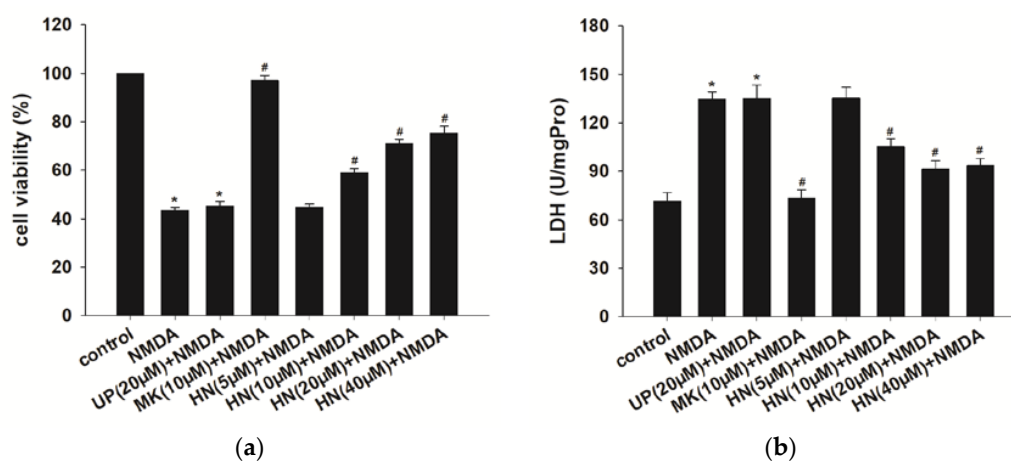 120
100
80
60
40
20
0
cell viability (%)
*
*
#
#
#
#
control
NMDA
UP(20μM)+NMDA
MK(10μM)+NMDA
HN(5μM)+NMDA
HN(10μM)+NMDA
HN(20μM)+NMDA
HN(40μM)+NMDA
(a)
180
150
120
90
60
30
0
LDH (U/mgPro)
*
*
#
#
#
#
control
NMDA
UP(20μM)+NMDA
MK(10μM)+NMDA
HN(5μM)+NMDA
HN(10μM)+NMDA
HN(20μM)+NMDA
HN(40μM)+NMDA
(b)